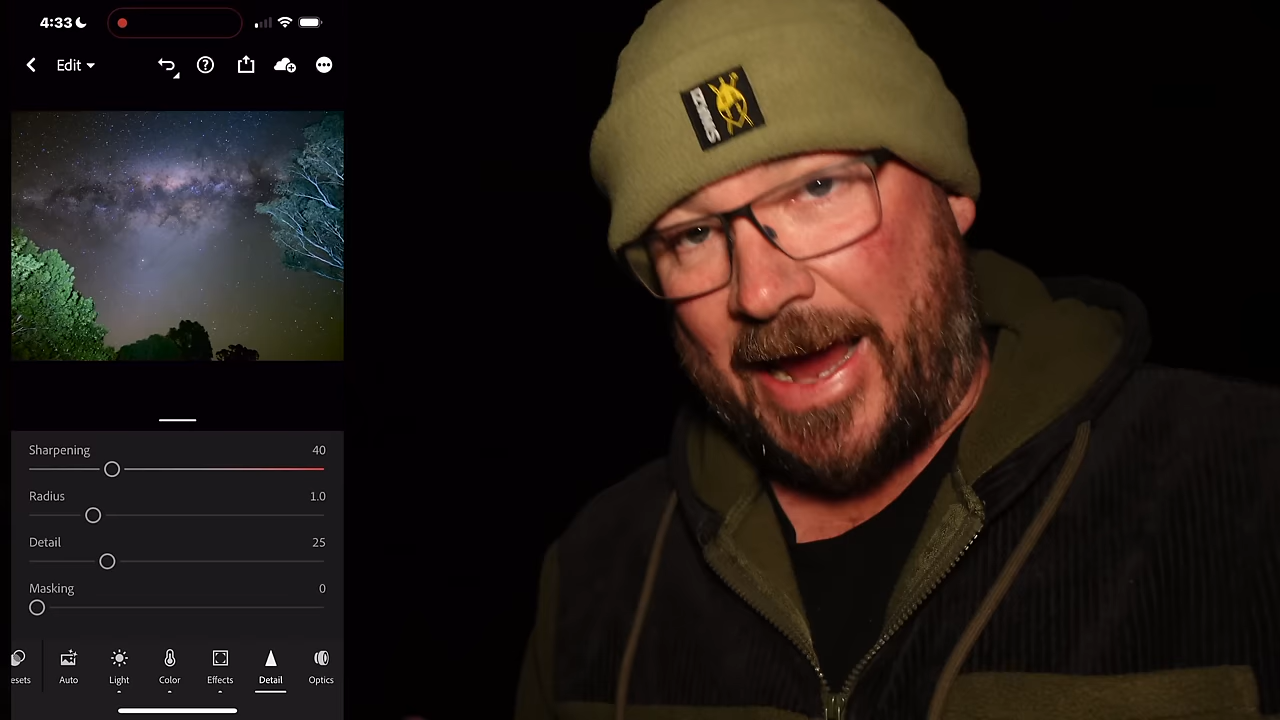 4:33
Edit
Sharpening 40
Radius 1.0
Detail 25
Masking 0
esets Auto Light Color Effects Detail Optics